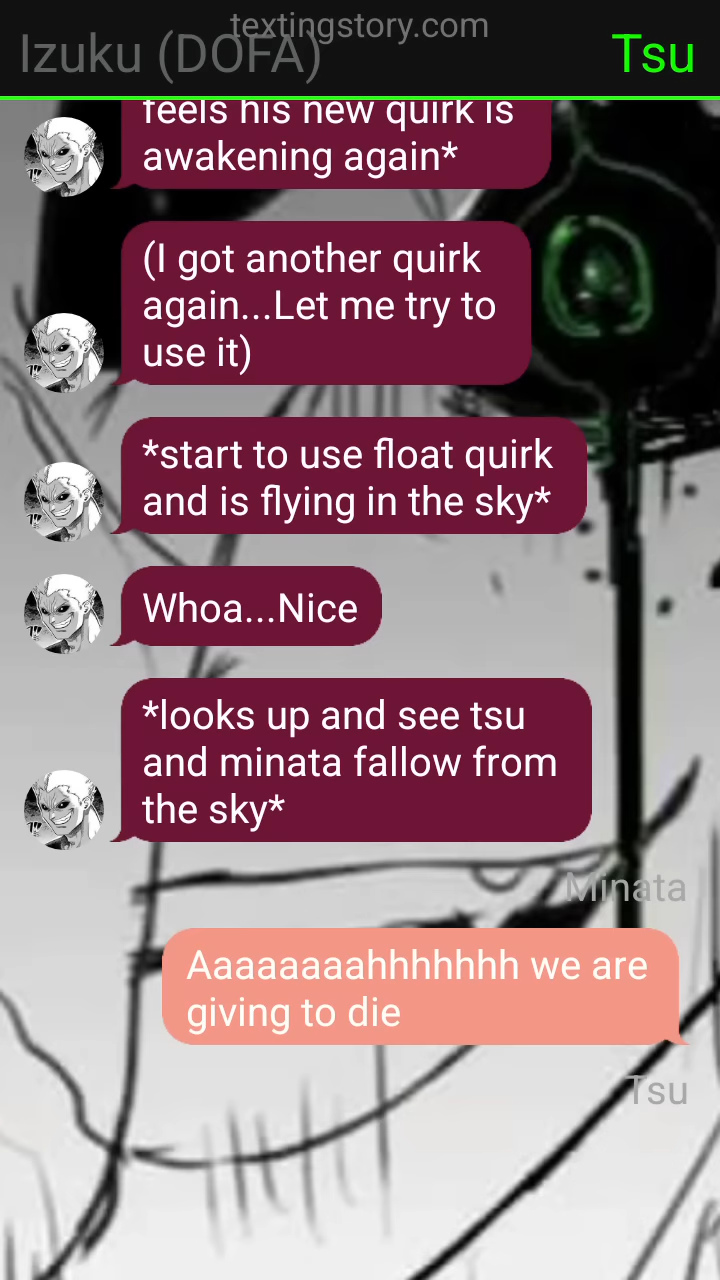 textingstory.com
Izuku (DOFA)
Tsu
feels his new quirk is
awakening again*
(I got another quirk
again...Let me try to
use it)
*start to use float quirk
and is flying in the sky*
Whoa...Nice
*looks up and see tsu
and minata fallow from
the sky*
Minata
Aaaaaaaahhhhhhh we are
giving to die
Tsu